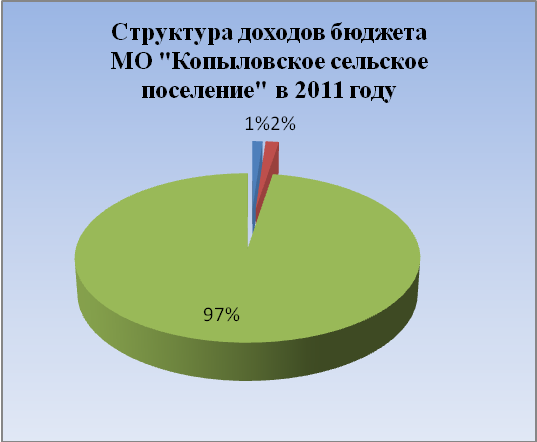 Структура доходов бюджета
МО "Копыловское сельское
поселение" в 2011 году
1%2%
97%